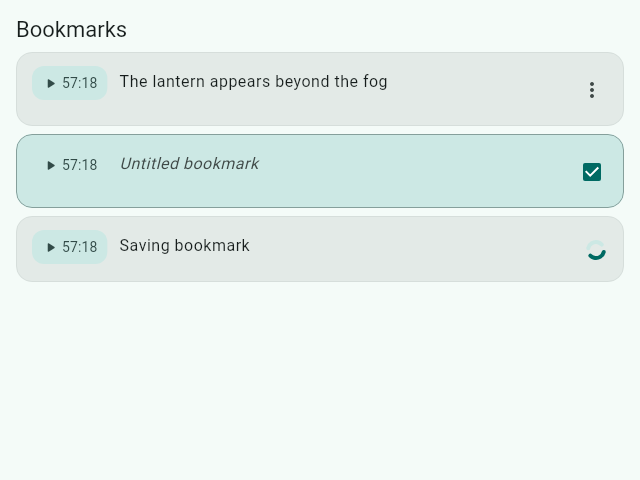 Bookmarks
57:18 The lantern appears beyond the fog
57:18 Untitled bookmark
57:18 Saving bookmark